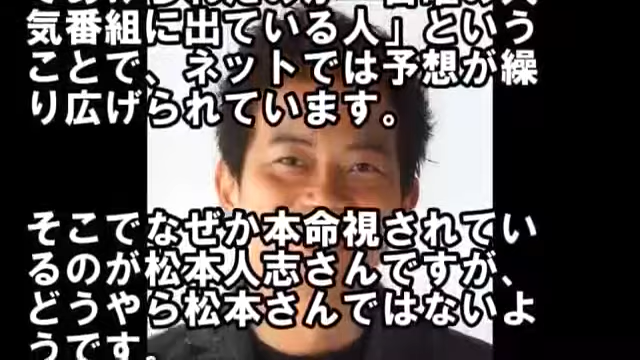 気番組に出ている人」という
ことで、ネットでは予想が繰
り広げられています。
そこでなぜか本命視されてい
るのが松本人志さんですが、
どうやら松本さんではないよ
うです。